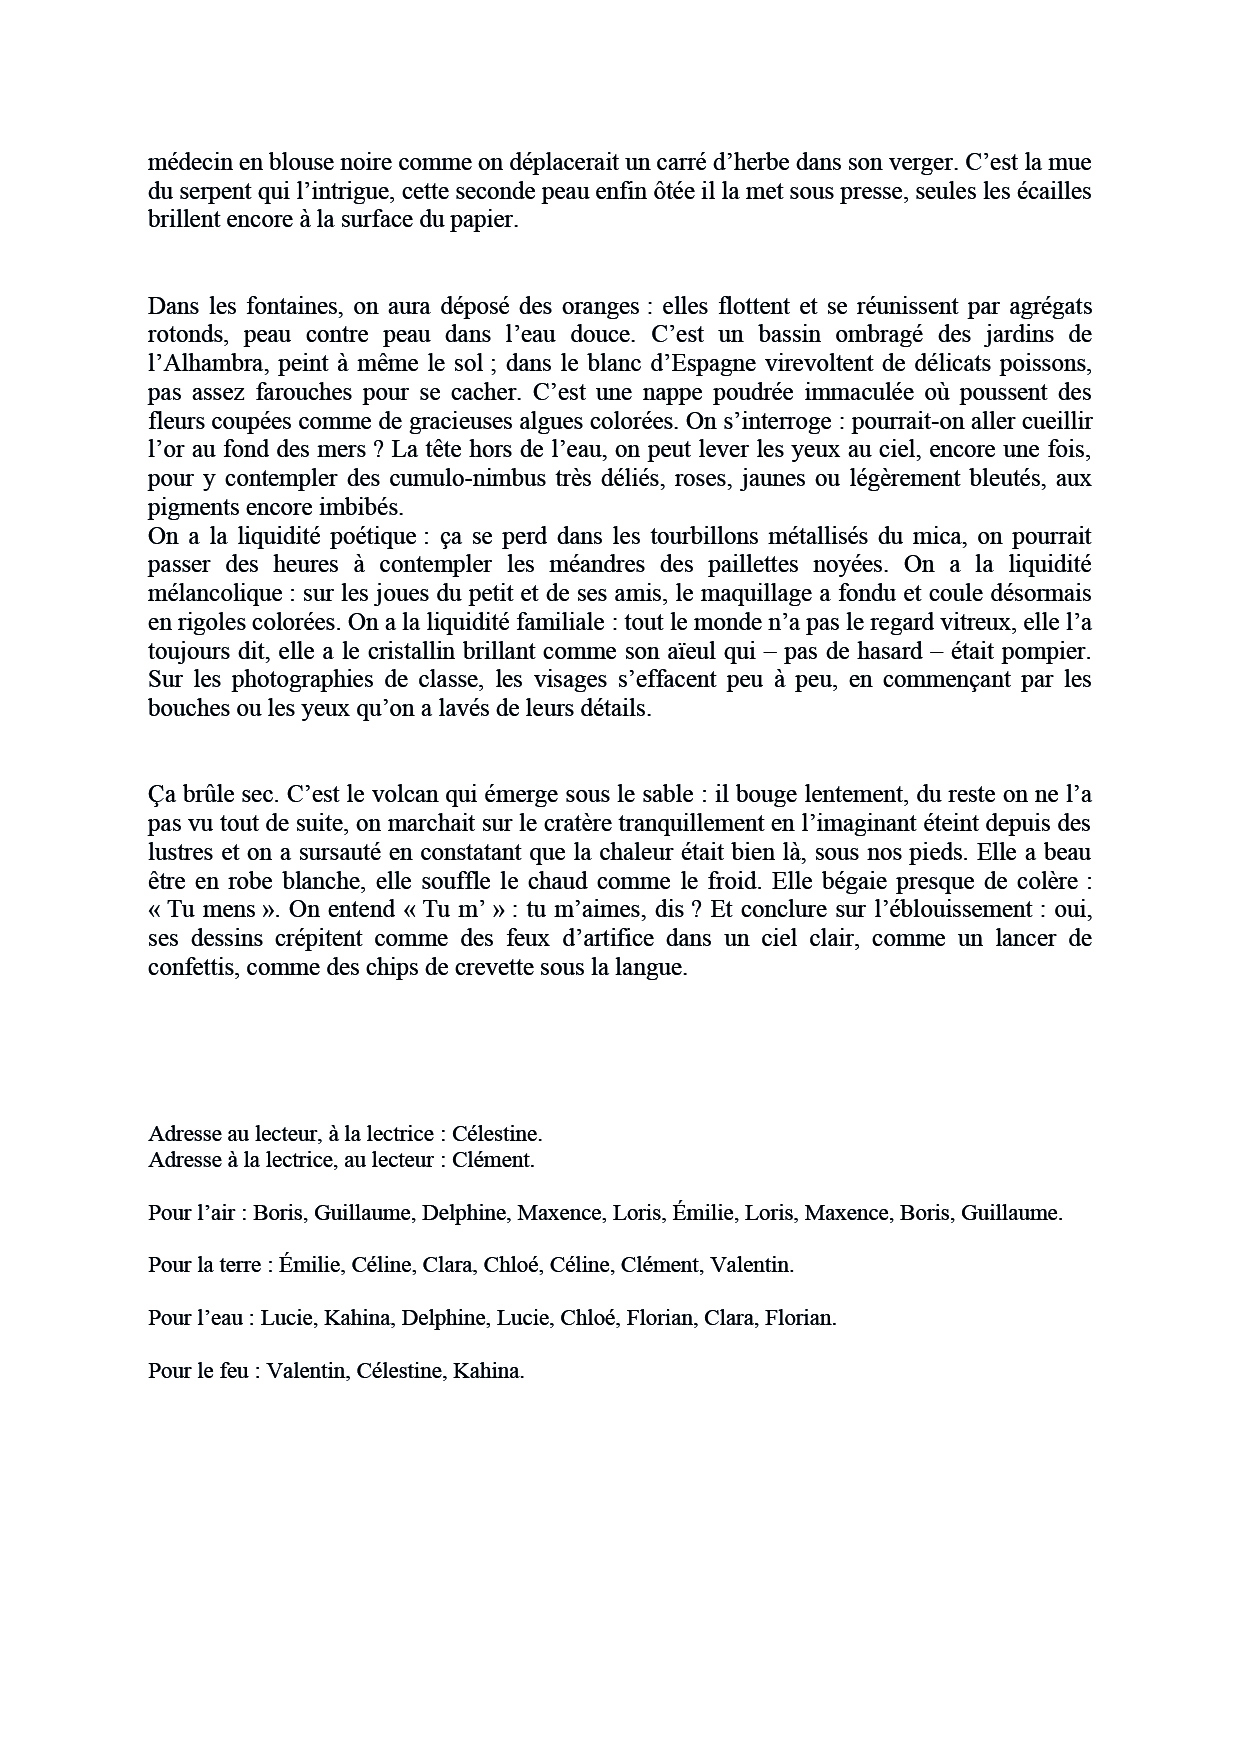 médecin en blouse noire comme on déplacerait un carré d’herbe dans son verger. C’est la mue
du serpent qui l’intrigue, cette seconde peau enfin ôtée il la met sous presse, seules les écailles
brillent encore à la surface du papier.
Dans les fontaines, on aura déposé des oranges : elles flottent et se réunissent par agrégats
rotonds, peau contre peau dans l’eau douce. C’est un bassin ombragé des jardins de
l’Alhambra, peint à même le sol ; dans le blanc d’Espagne virevoltent de délicats poissons,
pas assez farouches pour se cacher. C’est une nappe poudrée immaculée où poussent des
fleurs coupées comme de gracieuses algues colorées. On s’interroge : pourrait-on aller cueillir
l’or au fond des mers ? La tête hors de l’eau, on peut lever les yeux au ciel, encore une fois,
pour y contempler des cumulo-nimbus très déliés, roses, jaunes ou légèrement bleutés, aux
pigments encore imbibés.
On a la liquidité poétique : ça se perd dans les tourbillons métallisés du mica, on pourrait
passer des heures à contempler les méandres des paillettes noyées. On a la liquidité
mélancolique : sur les joues du petit et de ses amis, le maquillage a fondu et coule désormais
en rigoles colorées. On a la liquidité familiale : tout le monde n’a pas le regard vitreux, elle l’a
toujours dit, elle a le cristallin brillant comme son aïeul qui – pas de hasard – était pompier.
Sur les photographies de classe, les visages s’effacent peu à peu, en commençant par les
bouches ou les yeux qu’on a lavés de leurs détails.
Ça brûle sec. C’est le volcan qui émerge sous le sable : il bouge lentement, du reste on ne l’a
pas vu tout de suite, on marchait sur le cratère tranquillement en l’imaginant éteint depuis des
lustres et on a sursauté en constatant que la chaleur était bien là, sous nos pieds. Elle a beau
être en robe blanche, elle souffle le chaud comme le froid. Elle bégaie presque de colère :
« Tu mens ». On entend « Tu m’ » : tu m’aimes, dis ? Et conclure sur l’éblouissement : oui,
ses dessins crépitent comme des feux d’artifice dans un ciel clair, comme un lancer de
confettis, comme des chips de crevette sous la langue.
Adresse au lecteur, à la lectrice : Célestine.
Adresse à la lectrice, au lecteur : Clément.
Pour l’air : Boris, Guillaume, Delphine, Maxence, Loris, Émilie, Loris, Maxence, Boris, Guillaume.
Pour la terre : Émilie, Céline, Clara, Chloé, Céline, Clément, Valentin.
Pour l’eau : Lucie, Kahina, Delphine, Lucie, Chloé, Florian, Clara, Florian.
Pour le feu : Valentin, Célestine, Kahina.